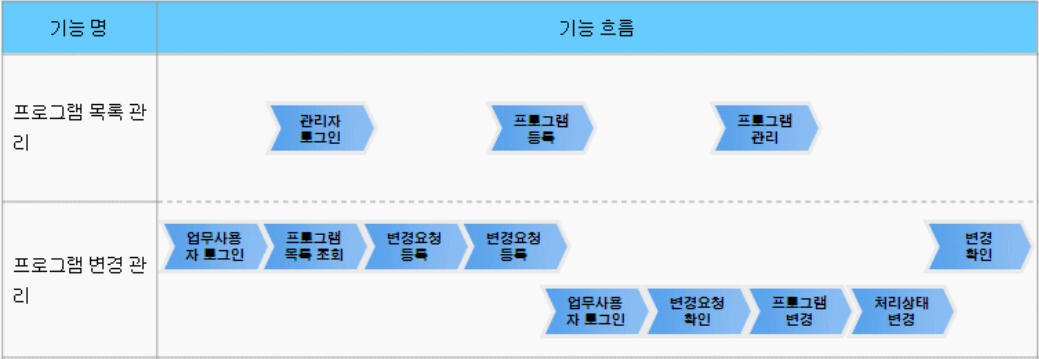 기능 명
기능 흐름
프로그램 목록 관
리
관리자
로그인
프로그램
등록
프로그램
관리
프로그램 변경 관
리
업무사용
자 로그인
프로그램
목록 조회
변경요청
등록
변경요청
등록
변경
확인
업무사용
자 로그인
변경요청
확인
프로그램
변경
처리상태
변경